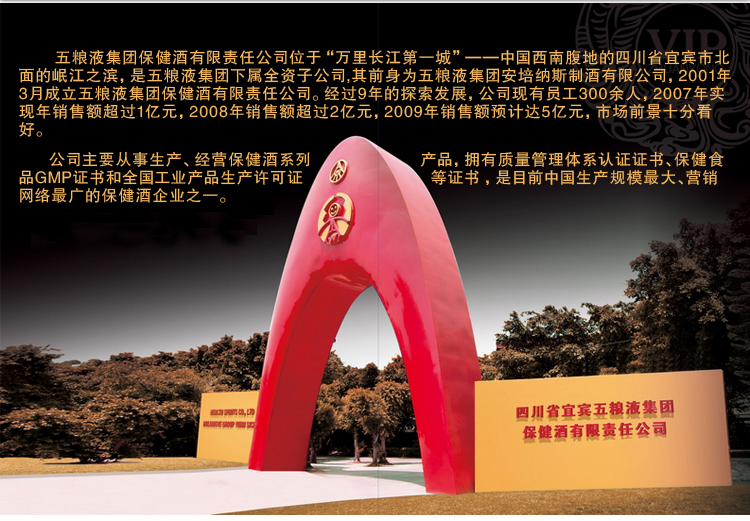 VIP
五粮液集团保健酒有限责任公司位于“万里长江第一城”——中国西南腹地的四川省宜宾市北
面的岷江之滨，是五粮液集团下属全资子公司,其前身为五粮液集团安培纳斯制酒有限公司，2001年
3月成立五粮液集团保健酒有限责任公司。经过9年的探索发展，公司现有员工300余人，2007年实
现年销售额超过1亿元，2008年销售额超过2亿元，2009年销售额预计达5亿元，市场前景十分看
好。
公司主要从事生产、经营保健酒系列产品，拥有质量管理体系认证证书、保健食
品GMP证书和全国工业产品生产许可证等证书，是目前中国生产规模最大、营销
网络最广的保健酒企业之一。
HEALTH SPIRITS CO., LTD
四川省宜宾五粮液集团
保健酒有限责任公司